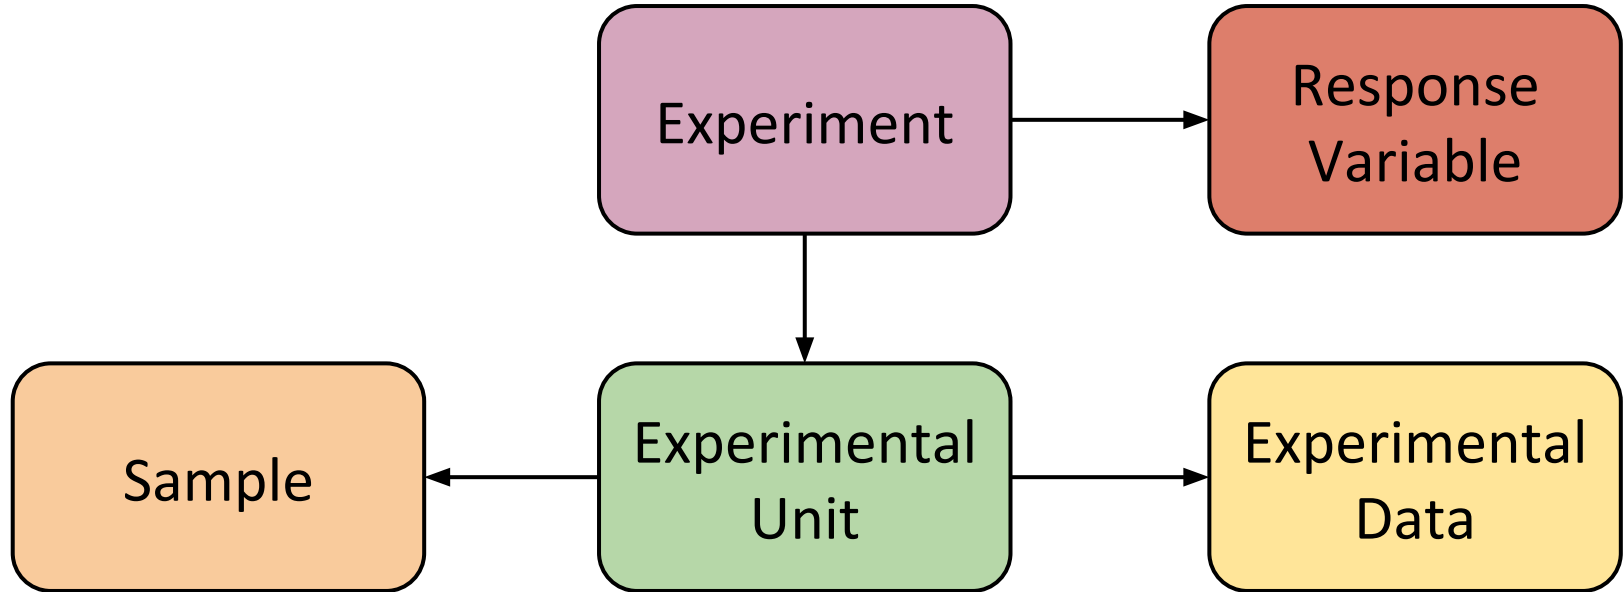 Experiment
Response
Variable
Sample
Experimental
Unit
Experimental
Data